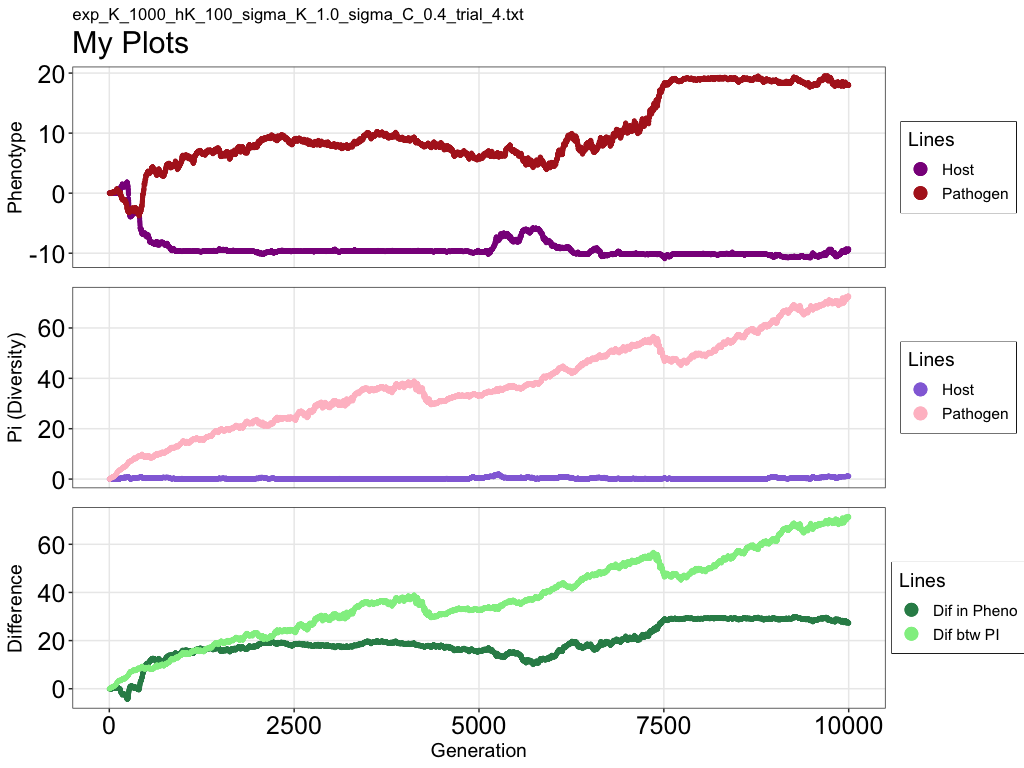 exp_K_1000_hK_100_sigma_K_1.0_sigma_C_0.4_trial_4.txt
My Plots
Phenotype
20
10
0
-10
Lines
Host
Pathogen
Pi (Diversity)
60
40
20
0
Lines
Host
Pathogen
Difference
60
40
20
0
Lines
Dif in Pheno
Dif btw PI
0 2500 5000 7500 10000
Generation